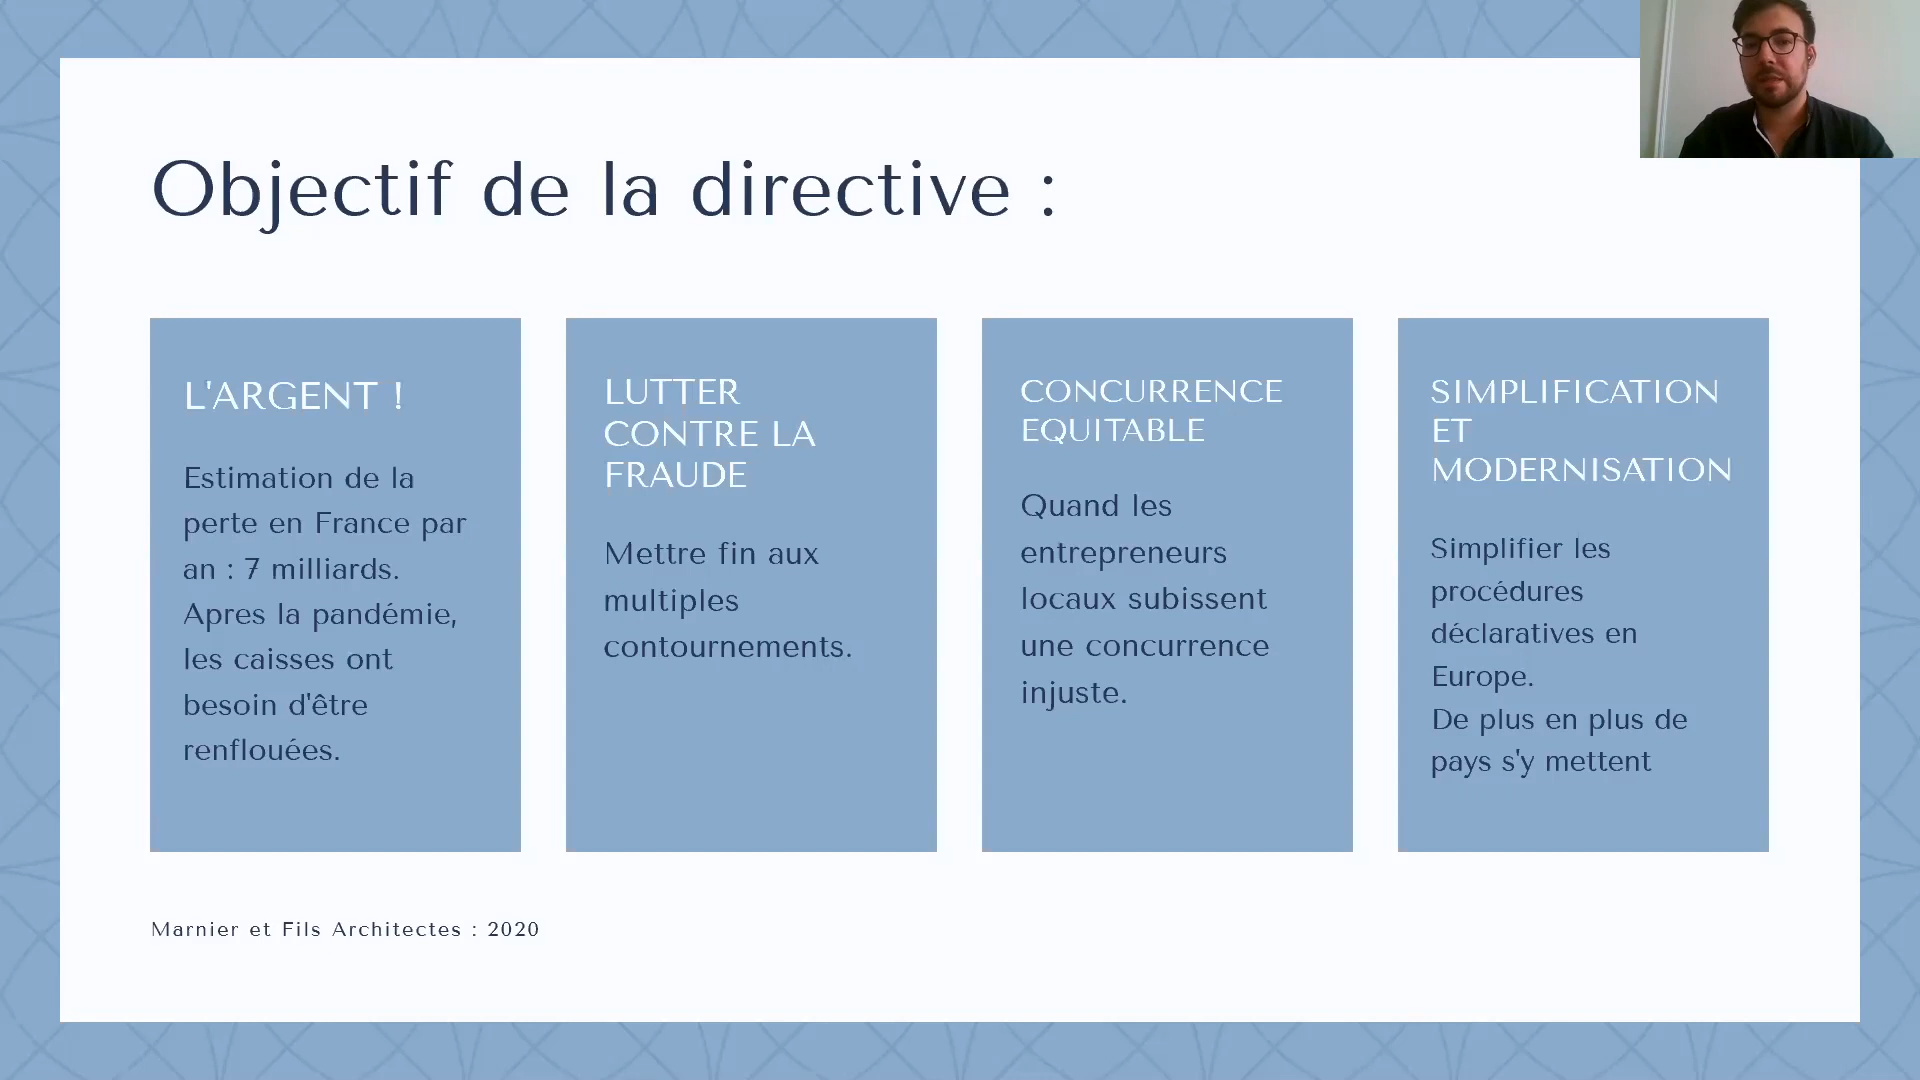 Objectif de la directive :
L'ARGENT !
Estimation de la
perte en France par
an : 7 milliards.
Apres la pandémie,
les caisses ont
besoin d'être
renflouées.
LUTTER
CONTRE LA
FRAUDE
Mettre fin aux
multiples
contournements.
CONCURRENCE
EQUITABLE
Quand les
entrepreneurs
locaux subissent
une concurrence
injuste.
SIMPLIFICATION
ET
MODERNISATION
Simplifier les
procédures
déclaratives en
Europe.
De plus en plus de
pays s'y mettent
Marnier et Fils Architectes : 2020